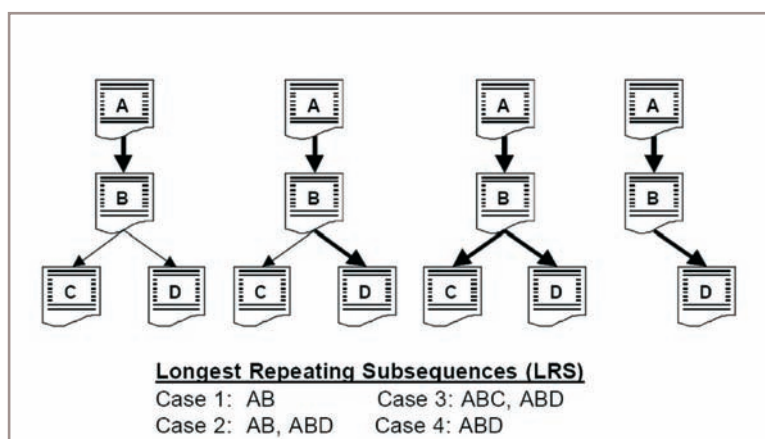 A A A A
B B B B
C D C D C D D
Longest Repeating Subsequences (LRS)
Case 1: AB Case 3: ABC, ABD
Case 2: AB, ABD Case 4: ABD